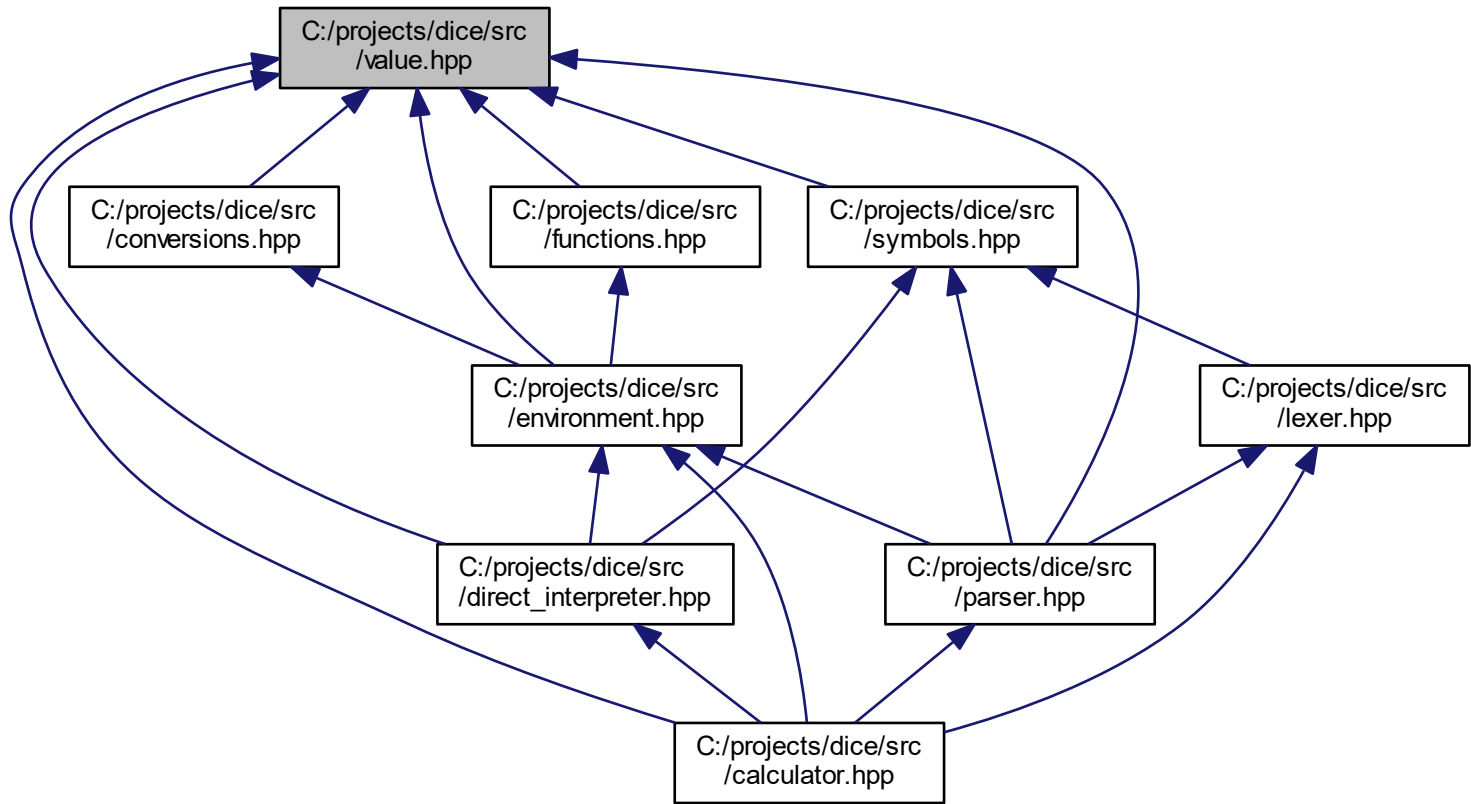 C:/projects/dice/src
/value.hpp
C:/projects/dice/src
/conversions.hpp
C:/projects/dice/src
/functions.hpp
C:/projects/dice/src
/symbols.hpp
C:/projects/dice/src
/environment.hpp
C:/projects/dice/src
/lexer.hpp
C:/projects/dice/src
/direct_interpreter.hpp
C:/projects/dice/src
/parser.hpp
C:/projects/dice/src
/calculator.hpp